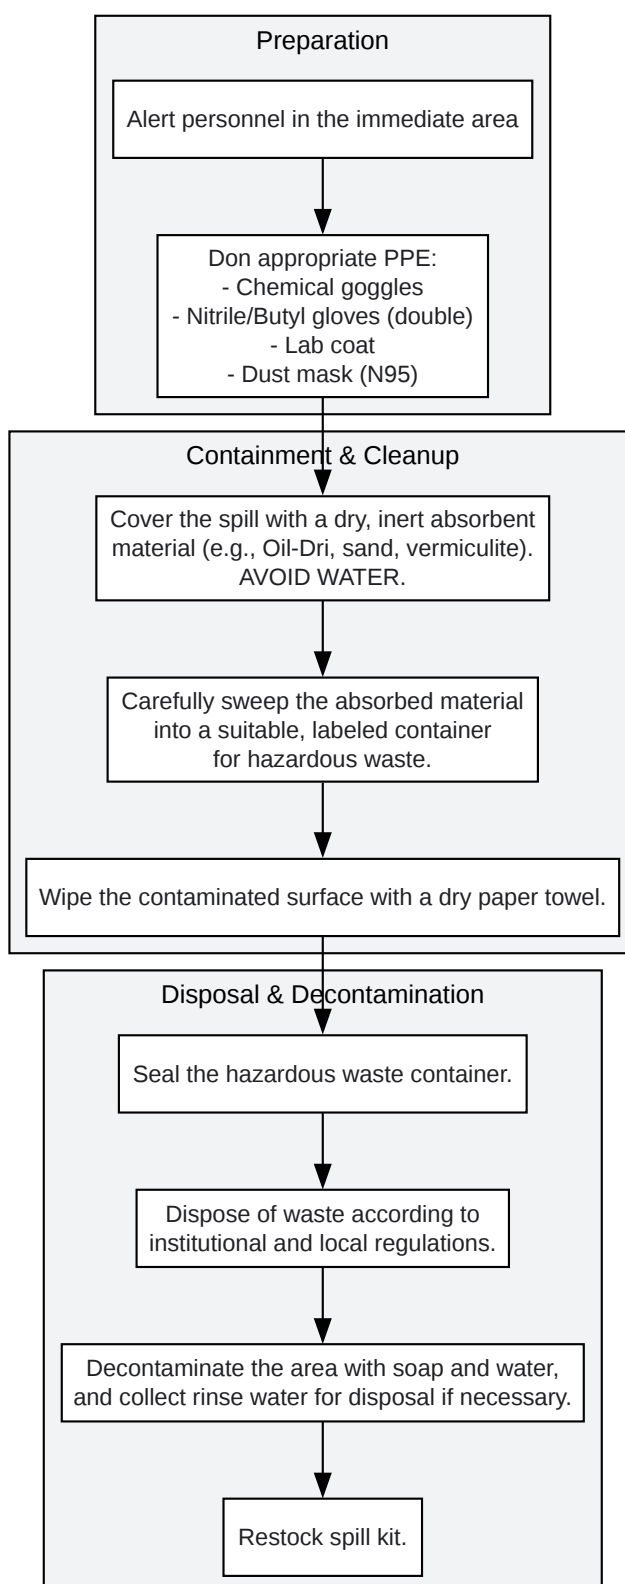 Preparation
Alert personnel in the immediate area
Don appropriate PPE:
- Chemical goggles
- Nitrile/Butyl gloves (double)
- Lab coat
- Dust mask (N95)
Containment & Cleanup
Cover the spill with a dry, inert absorbent
material (e.g., Oil-Dri, sand, vermiculite).
AVOID WATER.
Carefully sweep the absorbed material
into a suitable, labeled container
for hazardous waste.
Wipe the contaminated surface with a dry paper towel.
Disposal & Decontamination
Seal the hazardous waste container.
Dispose of waste according to
institutional and local regulations.
Decontaminate the area with soap and water,
and collect rinse water for disposal if necessary.
Restock spill kit.